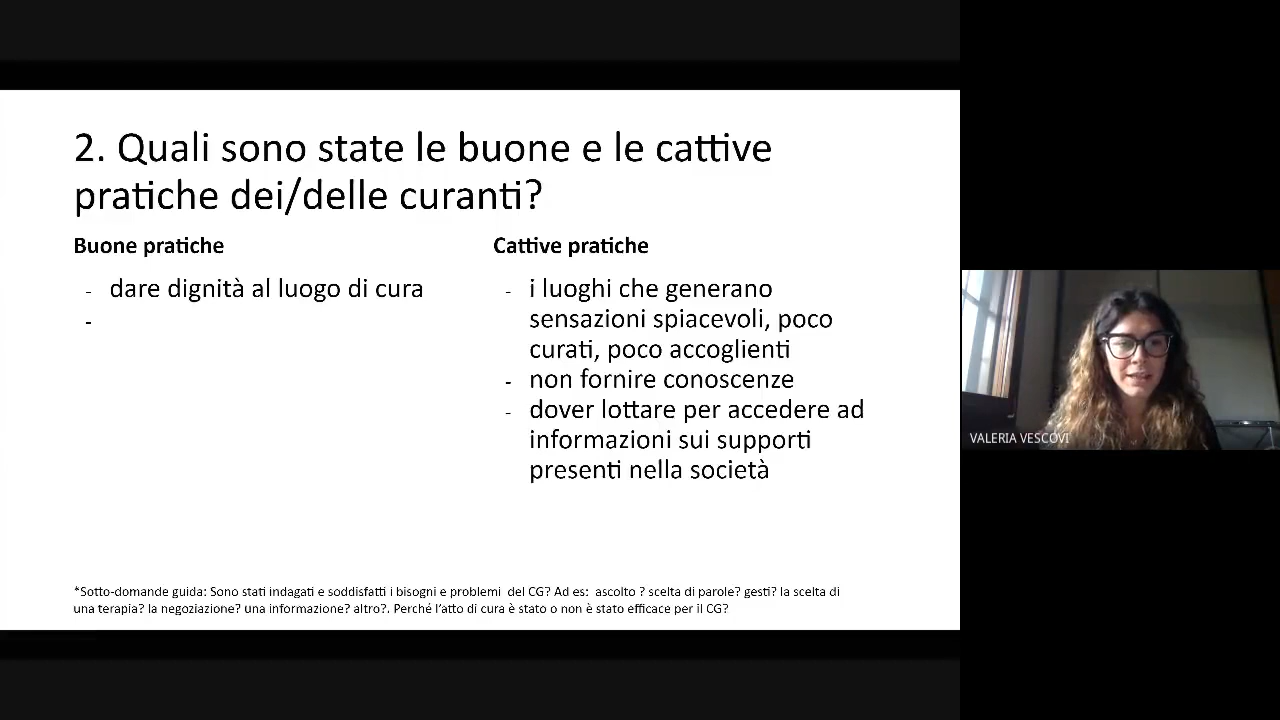 2. Quali sono state le buone e le cattive
pratiche dei/delle curanti?
Buone pratiche
- dare dignità al luogo di cura
-
Cattive pratiche
- i luoghi che generano
sensazioni spiacevoli, poco
curati, poco accoglienti
- non fornire conoscenze
- dover lottare per accedere ad
informazioni sui supporti
presenti nella società
*Sotto-domande guida: Sono stati indagati e soddisfatti i bisogni e problemi  del CG? Ad es:  ascolto ? scelta di parole? gesti? la scelta di
una terapia? la negoziazione? una informazione? altro?. Perché l'atto di cura è stato o non è stato efficace per il CG?
VALERIA VESCOVI